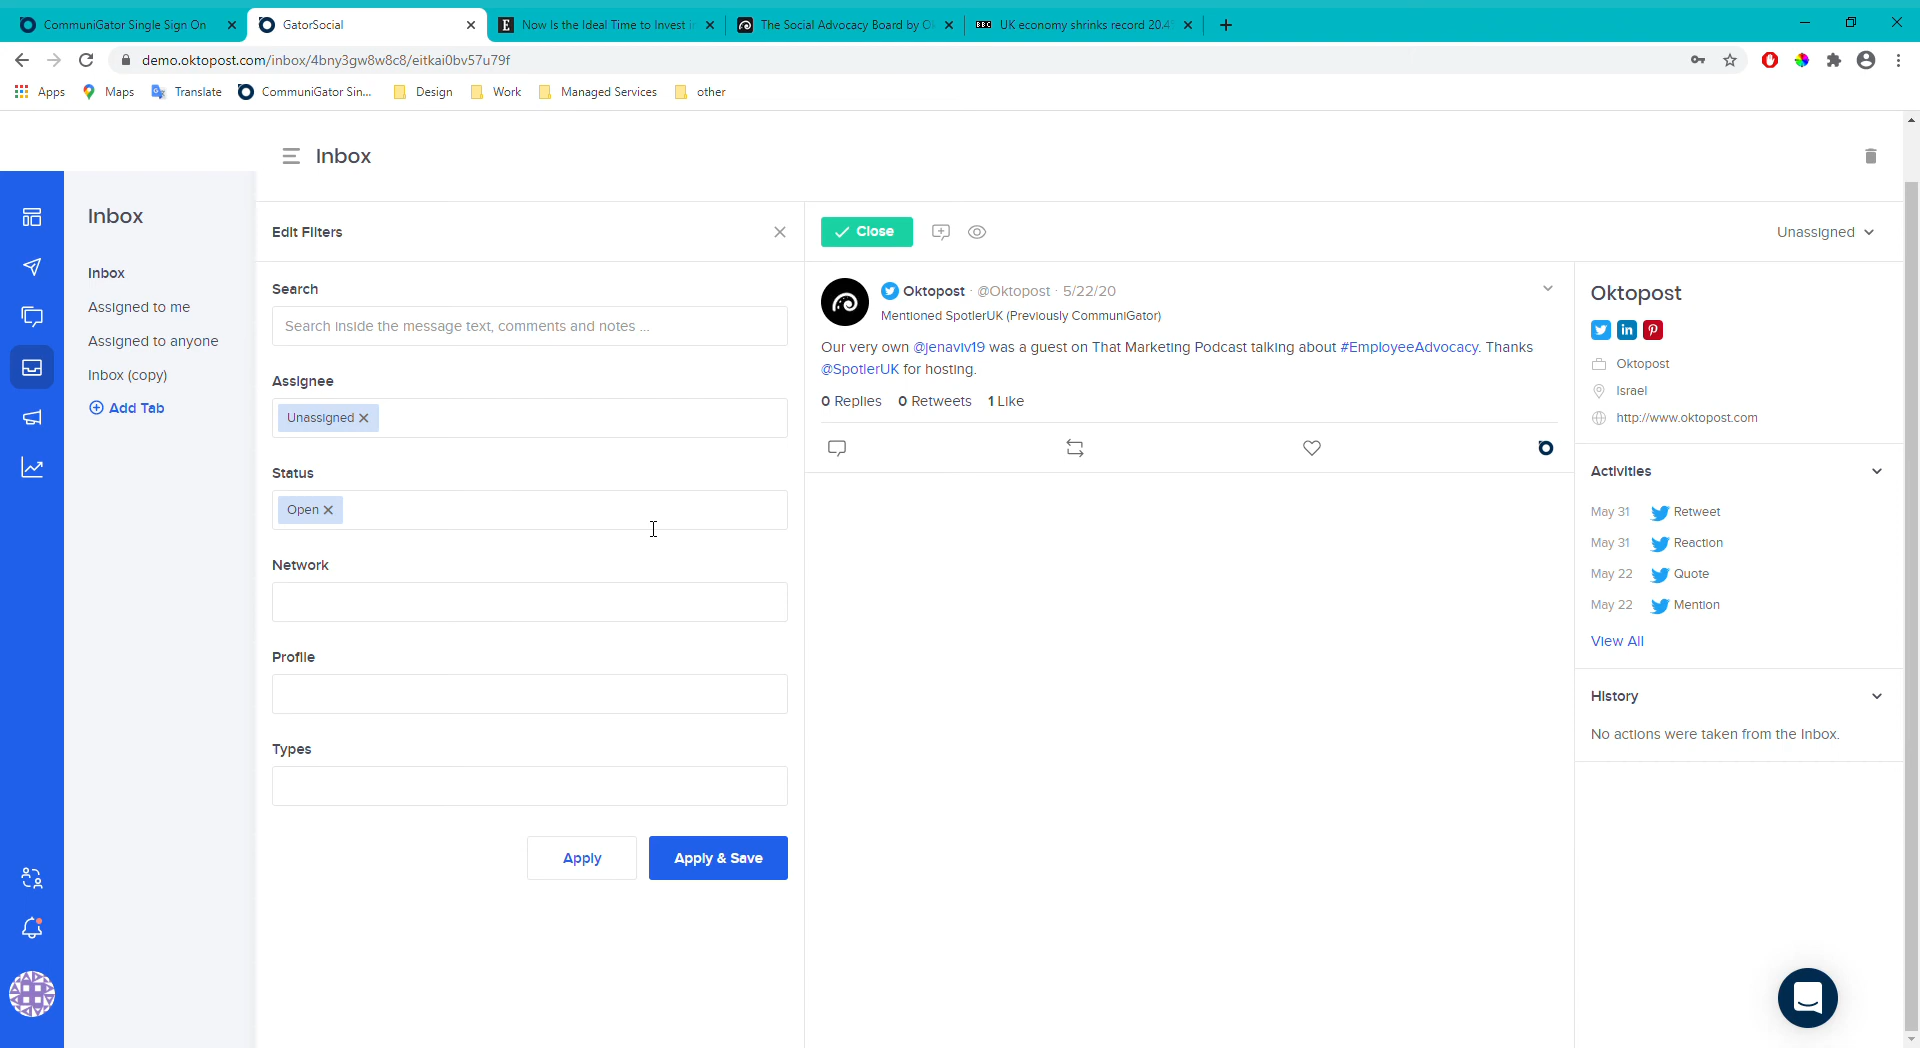 CommuniGator Single Sign On
GatorSocial
Now Is the Ideal Time to Invest i
The Social Advocacy Board by O
UK economy shrinks record 20.4
demo.oktopost.com/inbox/4bny3gw8w8c8/eitkai0bv57u79f
Apps
Maps
Translate
CommuniGator Sin...
Design
Work
Managed Services
other
Inbox
Inbox
Inbox
Assigned to me
Assigned to anyone
Inbox (copy)
Add Tab
Edit Filters
Search
Search inside the message text, comments and notes ...
Assignee
Unassigned
Status
Open
Network
Profile
Types
Apply
Apply & Save
Close
Unassigned
Oktopost · @Oktopost · 5/22/20
Mentioned SpotlerUK (Previously CommuniGator)
Our very own @jenaviv19 was a guest on That Marketing Podcast talking about #EmployeeAdvocacy. Thanks
@SpotlerUK for hosting.
0 Replies 0 Retweets 1 Like
Oktopost
Oktopost
Israel
http://www.oktopost.com
Activities
May 31 Retweet
May 31 Reaction
May 22 Quote
May 22 Mention
View All
History
No actions were taken from the Inbox.